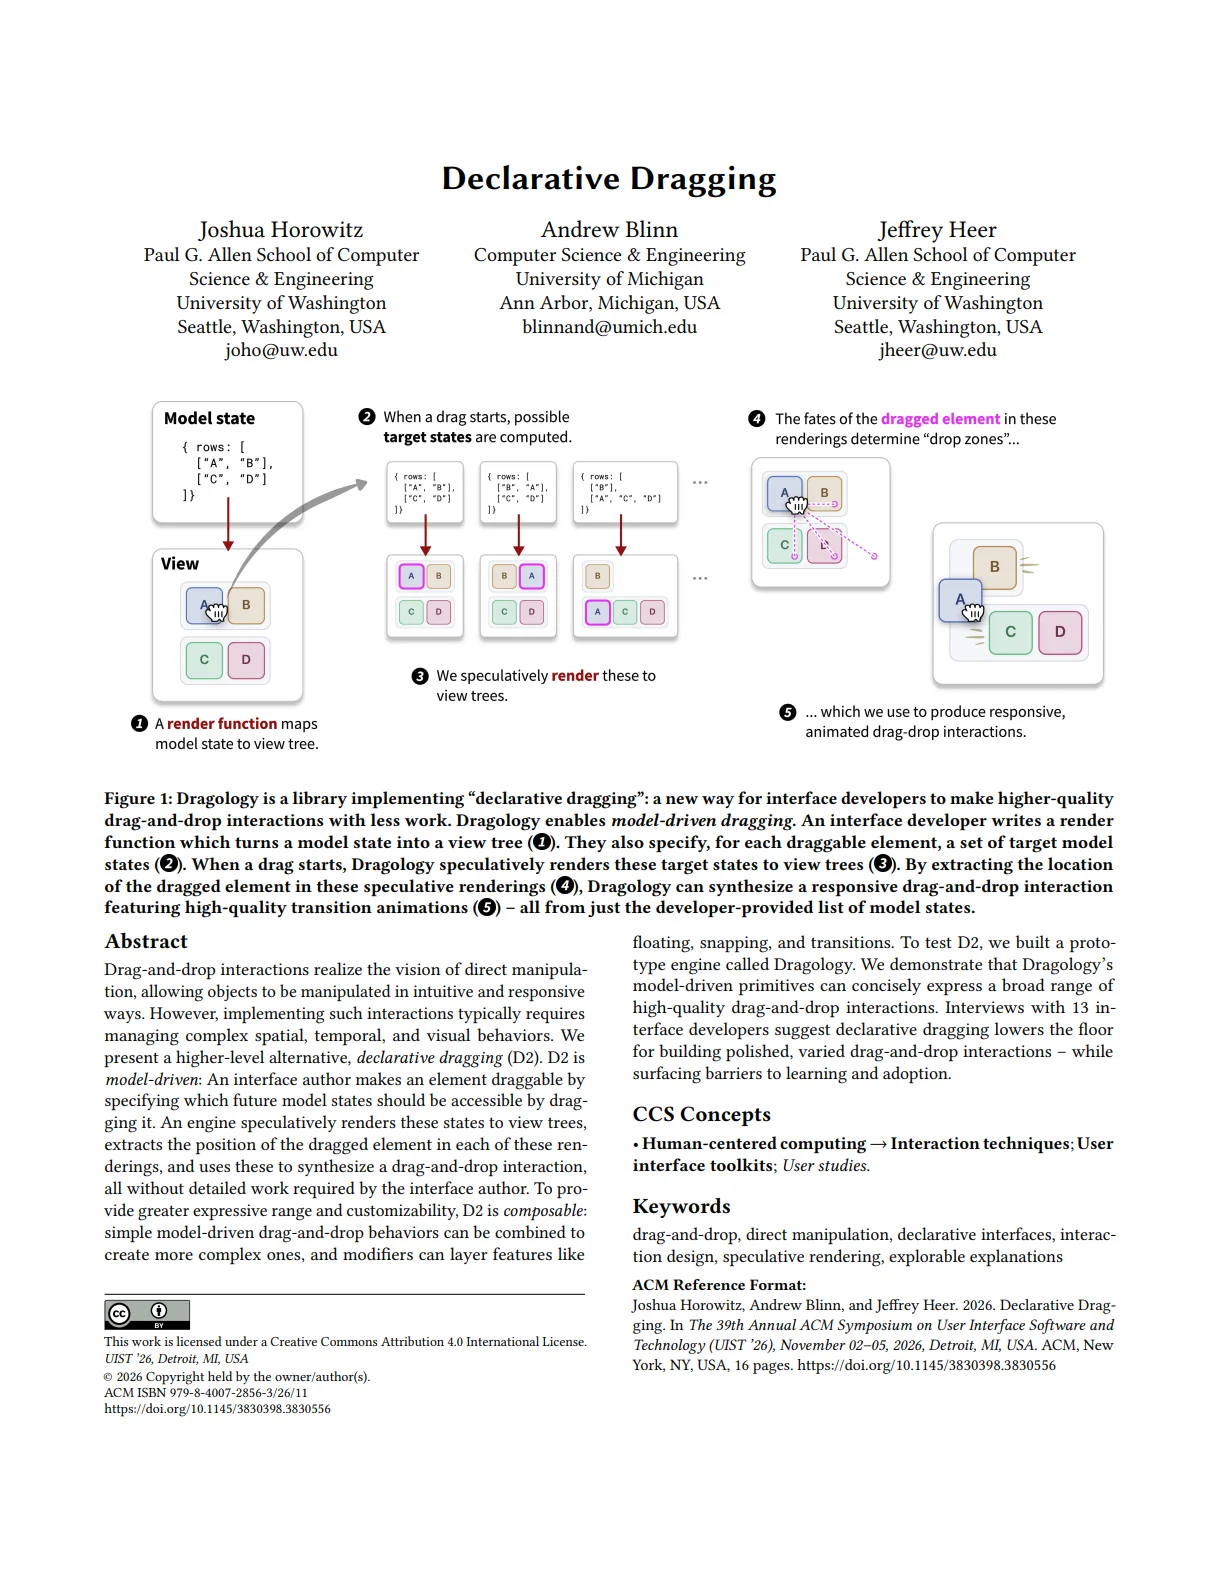 Declarative Dragging
Joshua Horowitz
Paul G. Allen School of Computer
Science & Engineering
University of Washington
Seattle, Washington, USA
joho@uw.edu
Andrew Blinn
Computer Science & Engineering
University of Michigan
Ann Arbor, Michigan, USA
blinnand@umich.edu
Jeffrey Heer
Paul G. Allen School of Computer
Science & Engineering
University of Washington
Seattle, Washington, USA
jheer@uw.edu
Model state
{ rows: [
["A", "B"],
["C", "D"]
]}
View
A B
C D
1 A render function maps
model state to view tree.
2 When a drag starts, possible
target states are computed.
{ rows: [
["A", "B"],
["C", "D"]
]}
{ rows: [
["B", "A"],
["C", "D"]
]}
{ rows: [
["B"],
["A", "C", "D"]
]}
...
A B
C D
B A
C D
B
A C D
...
3 We speculatively render these to
view trees.
4 The fates of the dragged element in these
renderings determine “drop zones”...
A B
C D
B
A
C D
5 ... which we use to produce responsive,
animated drag-drop interactions.
Figure 1: Dragology is a library implementing “declarative dragging”: a new way for interface developers to make higher-quality
drag-and-drop interactions with less work. Dragology enables model-driven dragging. An interface developer writes a render
function which turns a model state into a view tree (1). They also specify, for each draggable element, a set of target model
states (2). When a drag starts, Dragology speculatively renders these target states to view trees (3). By extracting the location
of the dragged element in these speculative renderings (4), Dragology can synthesize a responsive drag-and-drop interaction
featuring high-quality transition animations (5) – all from just the developer-provided list of model states.
Abstract
Drag-and-drop interactions realize the vision of direct manipula-
tion, allowing objects to be manipulated in intuitive and responsive
ways. However, implementing such interactions typically requires
managing complex spatial, temporal, and visual behaviors. We
present a higher-level alternative, declarative dragging (D2). D2 is
model-driven: An interface author makes an element draggable by
specifying which future model states should be accessible by drag-
ging it. An engine speculatively renders these states to view trees,
extracts the position of the dragged element in each of these ren-
derings, and uses these to synthesize a drag-and-drop interaction,
all without detailed work required by the interface author. To pro-
vide greater expressive range and customizability, D2 is composable:
simple model-driven drag-and-drop behaviors can be combined to
create more complex ones, and modifiers can layer features like
floating, snapping, and transitions. To test D2, we built a proto-
type engine called Dragology. We demonstrate that Dragology’s
model-driven primitives can concisely express a broad range of
high-quality drag-and-drop interactions. Interviews with 13 in-
terface developers suggest declarative dragging lowers the floor
for building polished, varied drag-and-drop interactions – while
surfacing barriers to learning and adoption.
CCS Concepts
• Human-centered computing → Interaction techniques; User
interface toolkits; User studies.
Keywords
drag-and-drop, direct manipulation, declarative interfaces, interac-
tion design, speculative rendering, explorable explanations
ACM Reference Format:
Joshua Horowitz, Andrew Blinn, and Jeffrey Heer. 2026. Declarative Drag-
ging. In The 39th Annual ACM Symposium on User Interface Software and
Technology (UIST ’26), November 02–05, 2026, Detroit, MI, USA. ACM, New
York, NY, USA, 16 pages. https://doi.org/10.1145/3830398.3830556
cc BY
This work is licensed under a Creative Commons Attribution 4.0 International License.
UIST ’26, Detroit, MI, USA
© 2026 Copyright held by the owner/author(s).
ACM ISBN 979-8-4007-2856-3/26/11
https://doi.org/10.1145/3830398.3830556